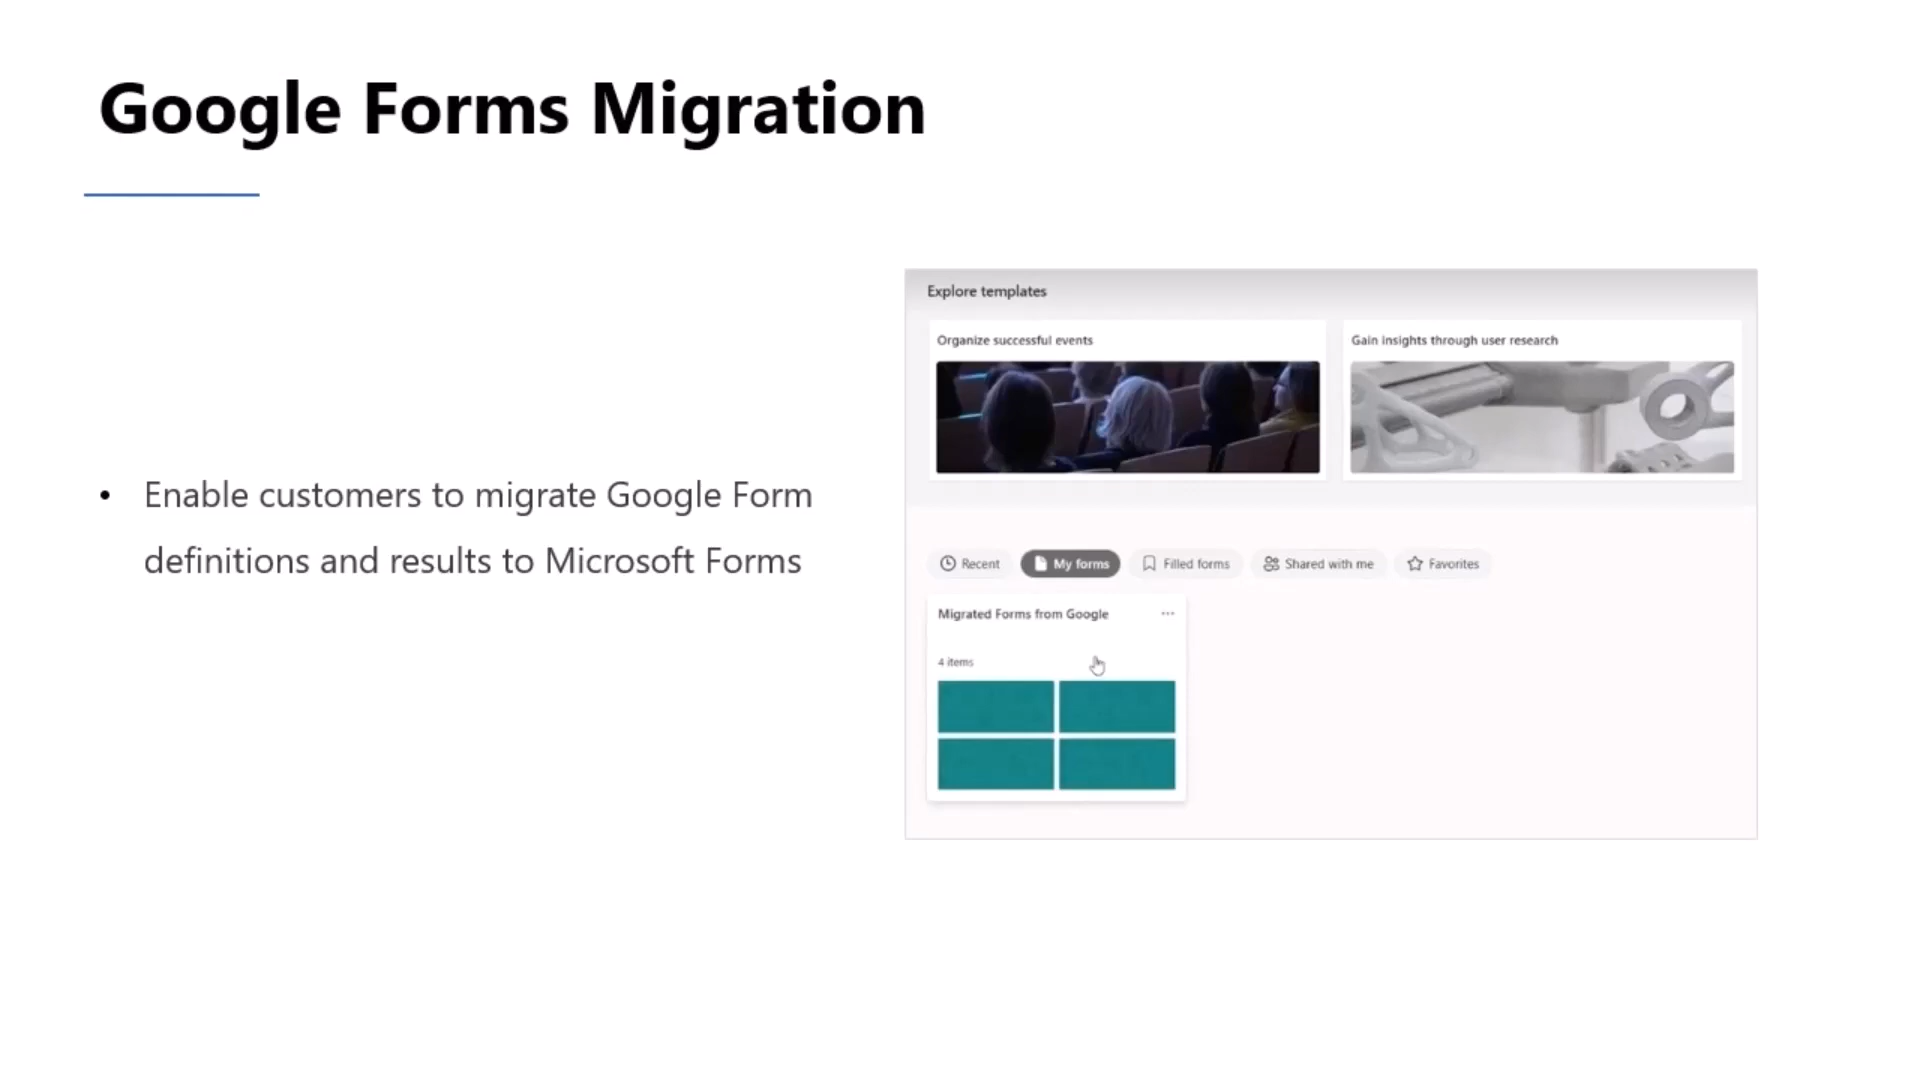 Google Forms Migration
• Enable customers to migrate Google Form
definitions and results to Microsoft Forms
Explore templates
Organize successful events
Gain insights through user research
Recent
My forms
Filled forms
Shared with me
Favorites
Migrated Forms from Google
4 items